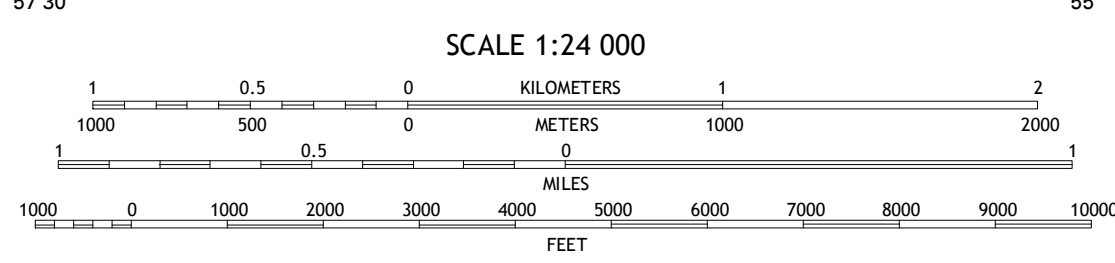 57'30" 55'
SCALE 1:24 000
1 0.5 0 KILOMETERS 1 2
1000 500 0 METERS 1000 2000
1 0.5 0 1
MILES
1000 0 1000 2000 3000 4000 5000 6000 7000 8000 9000 10000
FEET